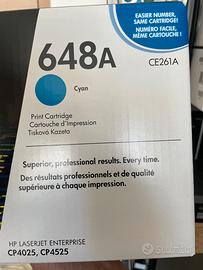 EASIER NUMBER,
SAME CARTRIDGE!
NUMÉRO FACILE,
MÊME CARTOUCHE !
648A
CE261A
Cyan
Print Cartridge
Cartouche d'Impression
Tisková Kazeta
Superior, professional results. Every time.
Des résultats professionnels et de qualité
supérieure à chaque impression.
HP LASERJET ENTERPRISE
CP4025, CP4525
subito